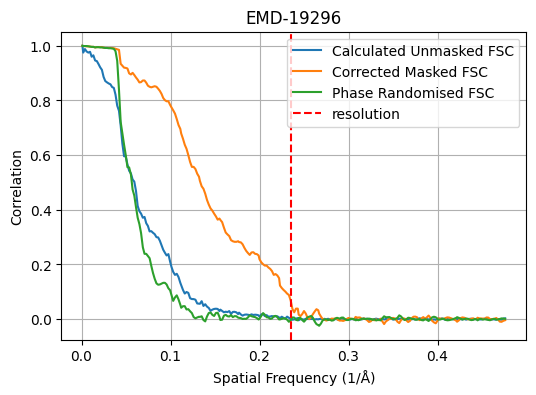 EMD-19296
Calculated Unmasked FSC
Corrected Masked FSC
Phase Randomised FSC
resolution
Correlation
1.0
0.8
0.6
0.4
0.2
0.0
0.0 0.1 0.2 0.3 0.4
Spatial Frequency (1/Å)